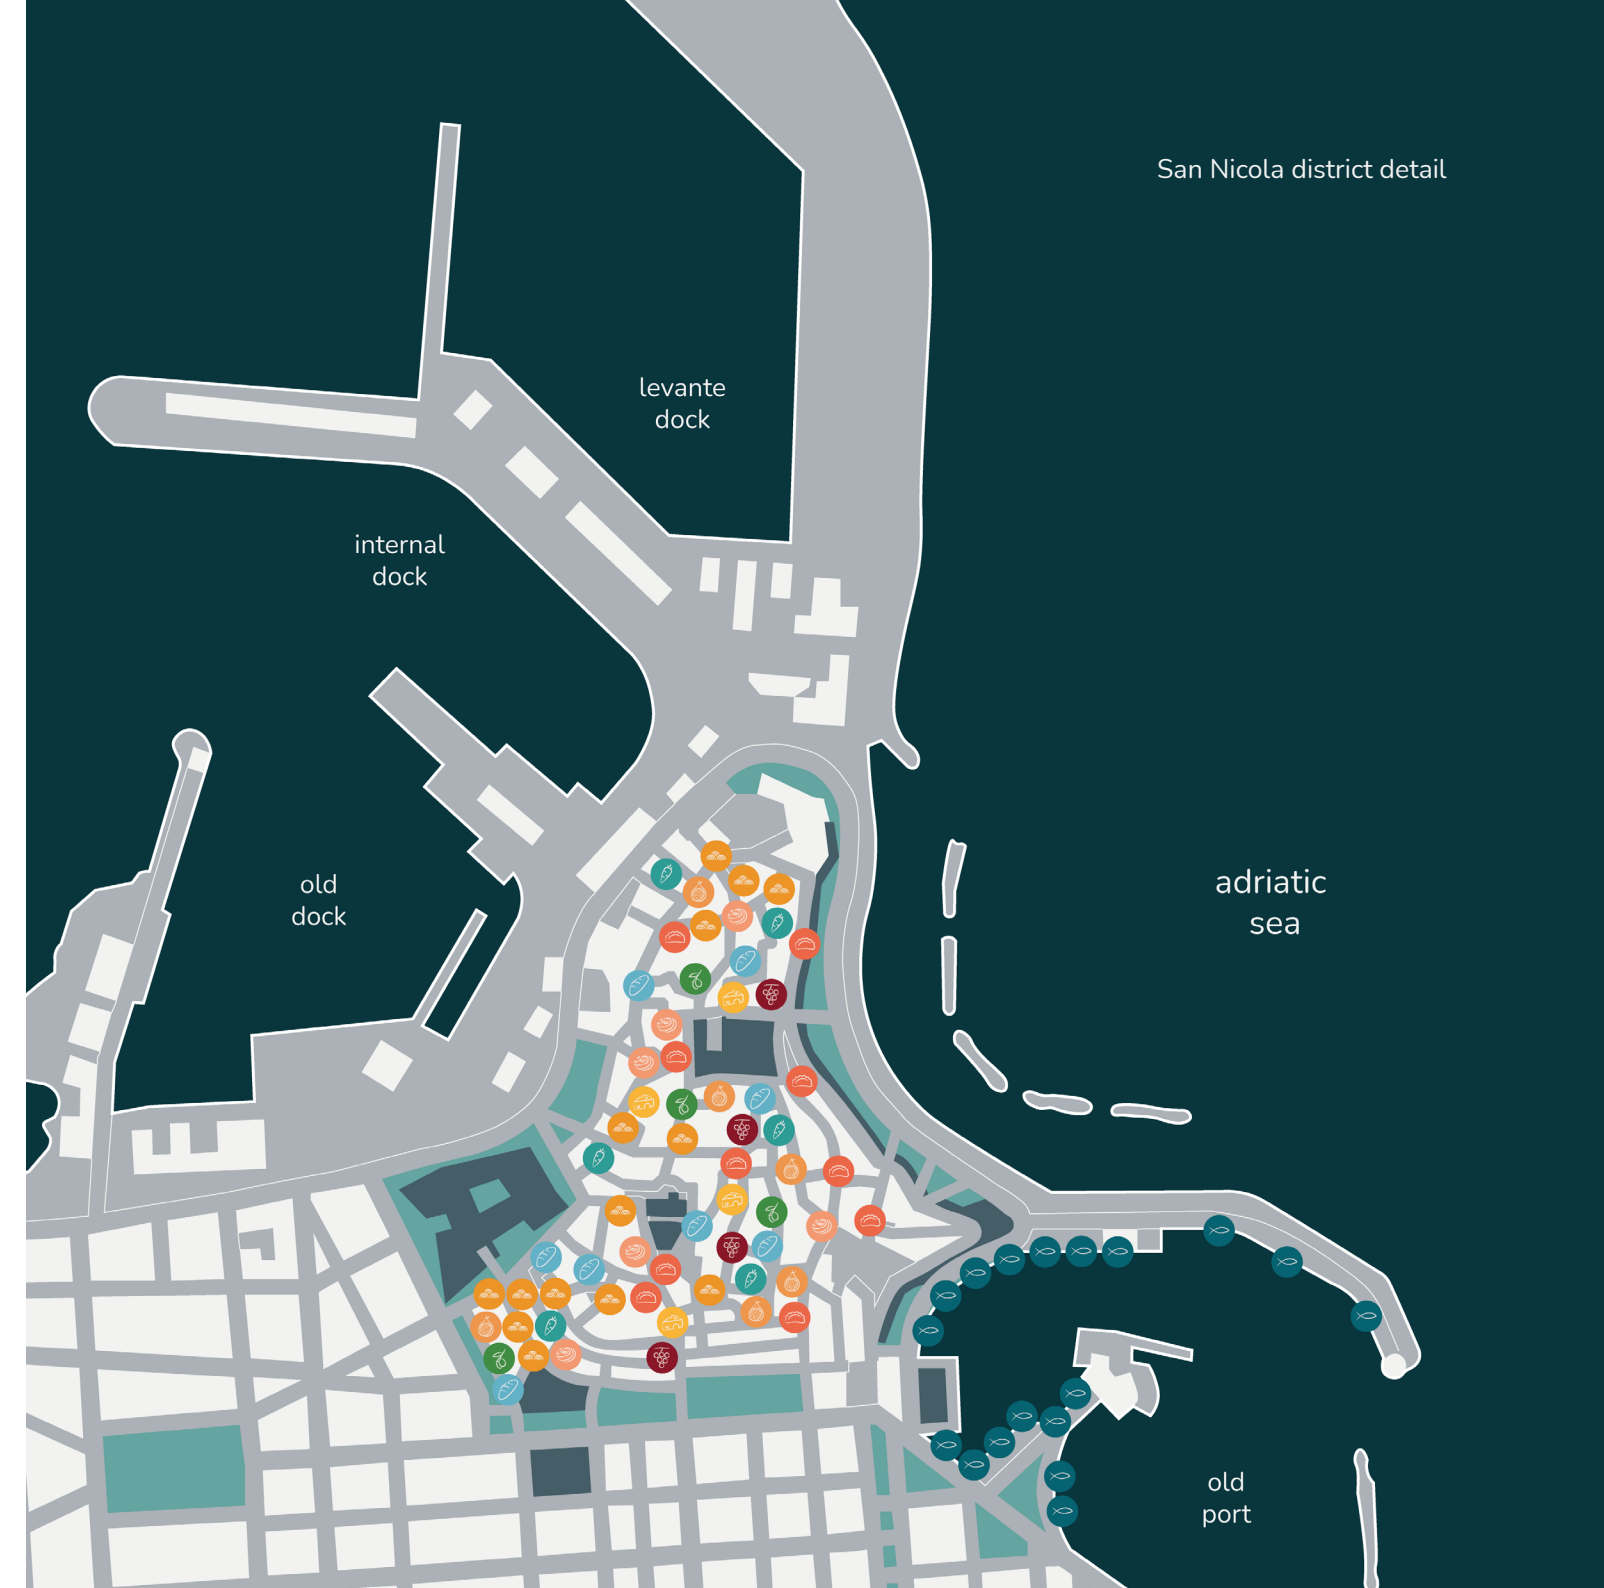 San Nicola district detail
levante
dock
internal
dock
old
dock
adriatic
sea
old
port